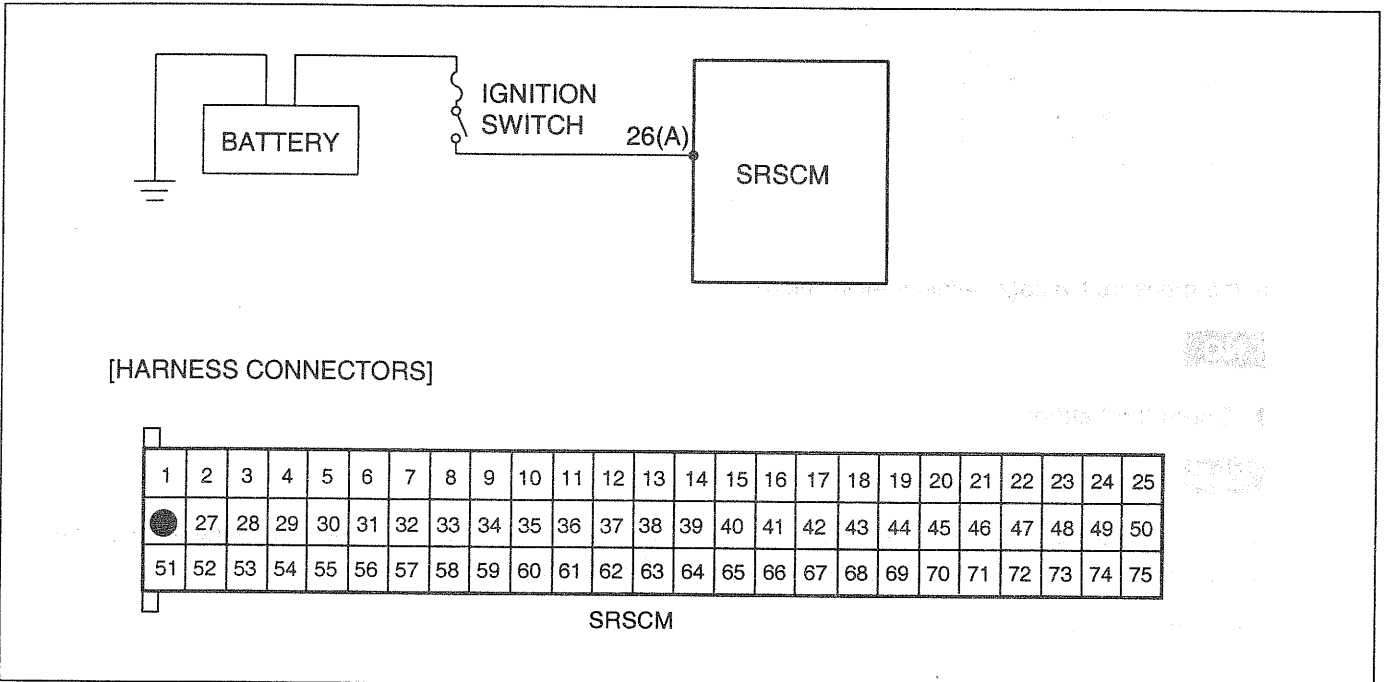 BATTERY
IGNITION
SWITCH
26(A)
SRSCM
[HARNESS CONNECTORS]
1 2 3 4 5 6 7 8 9 10 11 12 13 14 15 16 17 18 19 20 21 22 23 24 25
27 28 29 30 31 32 33 34 35 36 37 38 39 40 41 42 43 44 45 46 47 48 49 50
51 52 53 54 55 56 57 58 59 60 61 62 63 64 65 66 67 68 69 70 71 72 73 74 75
SRSCM